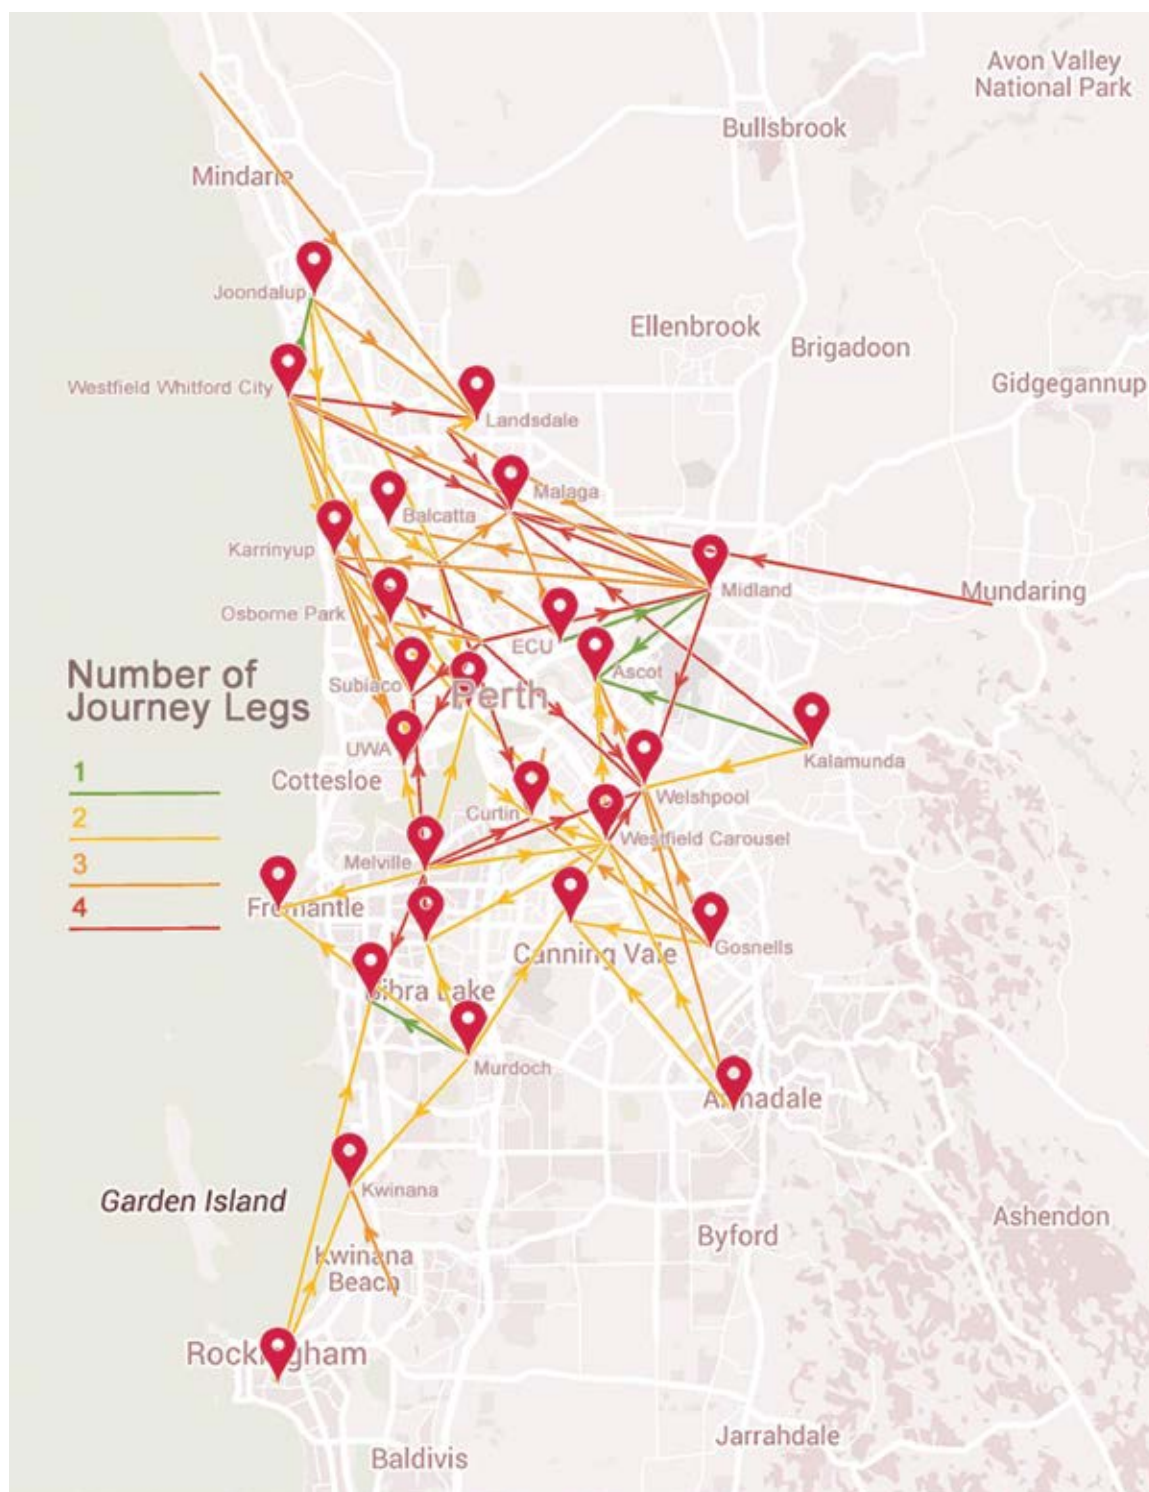 Avon Valley
National Park
Bullsbrook
Mindarie
Joondalup
Ellenbrook
Brigadoon
Westfield Whitford City
Gidgegannup
Landsdale
Malaga
Balcatta
Karrinyup
Midland
Mundaring
Osborne Park
ECU
Ascot
Number of
Journey Legs
Subiaco
Perth
UWA
Cottesloe
Kalamunda
1
Welshpool
2
Curtin
Westfield Carousel
3
Melville
4
Fremantle
Canning Vale
Gosnells
Bibra Lake
Murdoch
Armadale
Kwinana
Garden Island
Ashendon
Byford
Kwinana
Beach
Rockingham
Jarrahdale
Baldivis